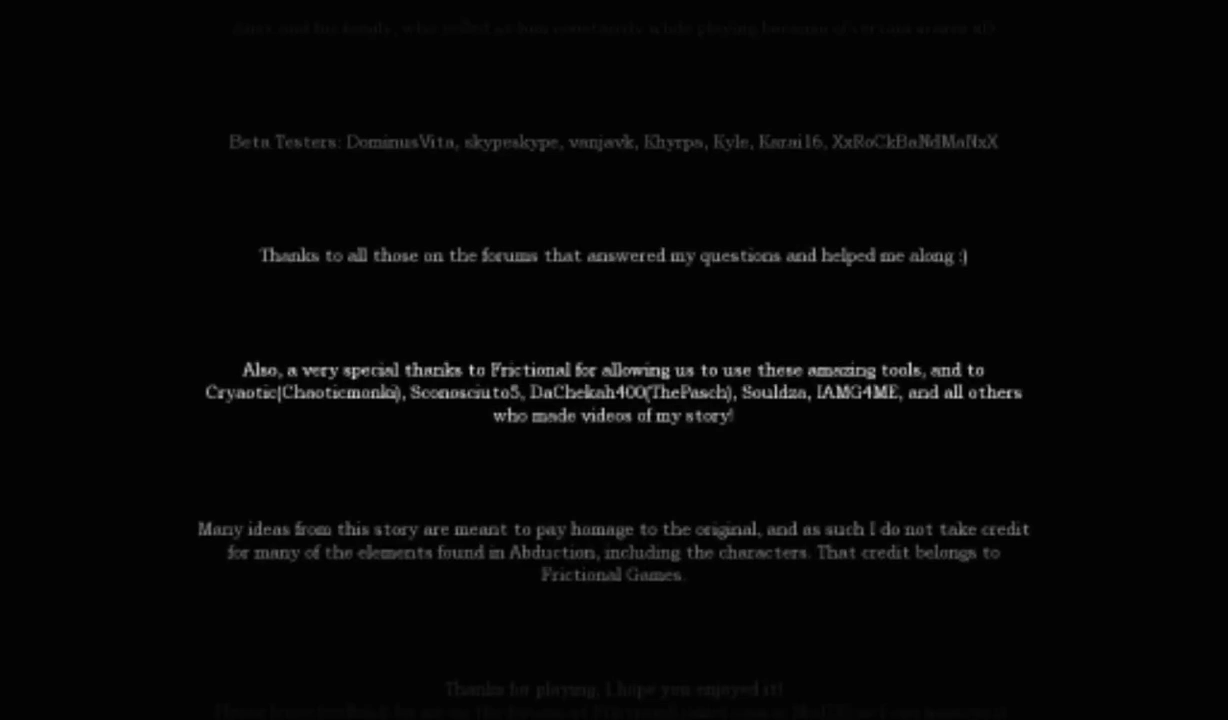 Beta Testers: DominusVita, skypeskype, vanjavk, Khyrpa, Kyle, Karai16, XxRoCkBaNdMaNxX
Thanks to all those on the forums that answered my questions and helped me along :)
Also, a very special thanks to Frictional for allowing us to use these amazing tools, and to
Cryaotic(Chaoticmonki), Sconosciuto5, DaChekah400(ThePasch), Souldza, IAMG4ME, and all others
who made videos of my story!
Many ideas from this story are meant to pay homage to the original, and as such I do not take credit
for many of the elements found in Abduction, including the characters. That credit belongs to
Frictional Games.
Thanks for playing, I hope you enjoyed it!